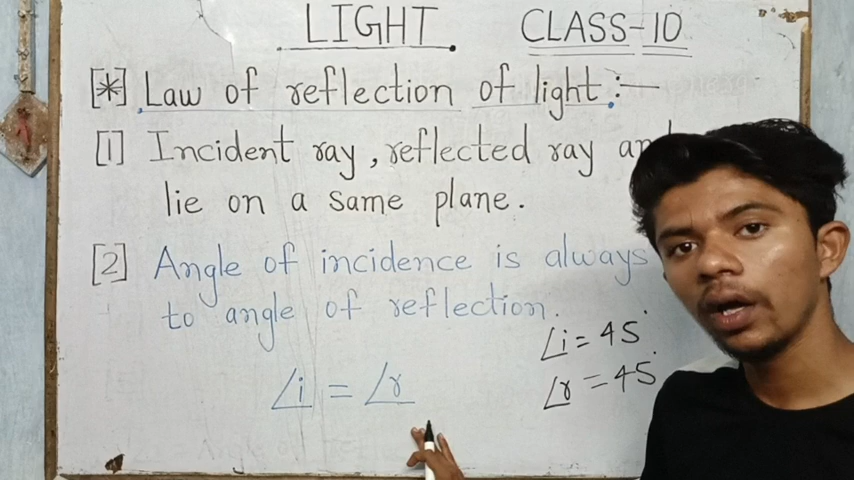 LIGHT. CLASS-10
[*] Law of reflection of light :—
[1] Incident ray, reflected ray
lie on a same plane.
[2] Angle of incidence is always
to angle of reflection.
∠i = 45°
∠r = 45°
∠i = ∠r